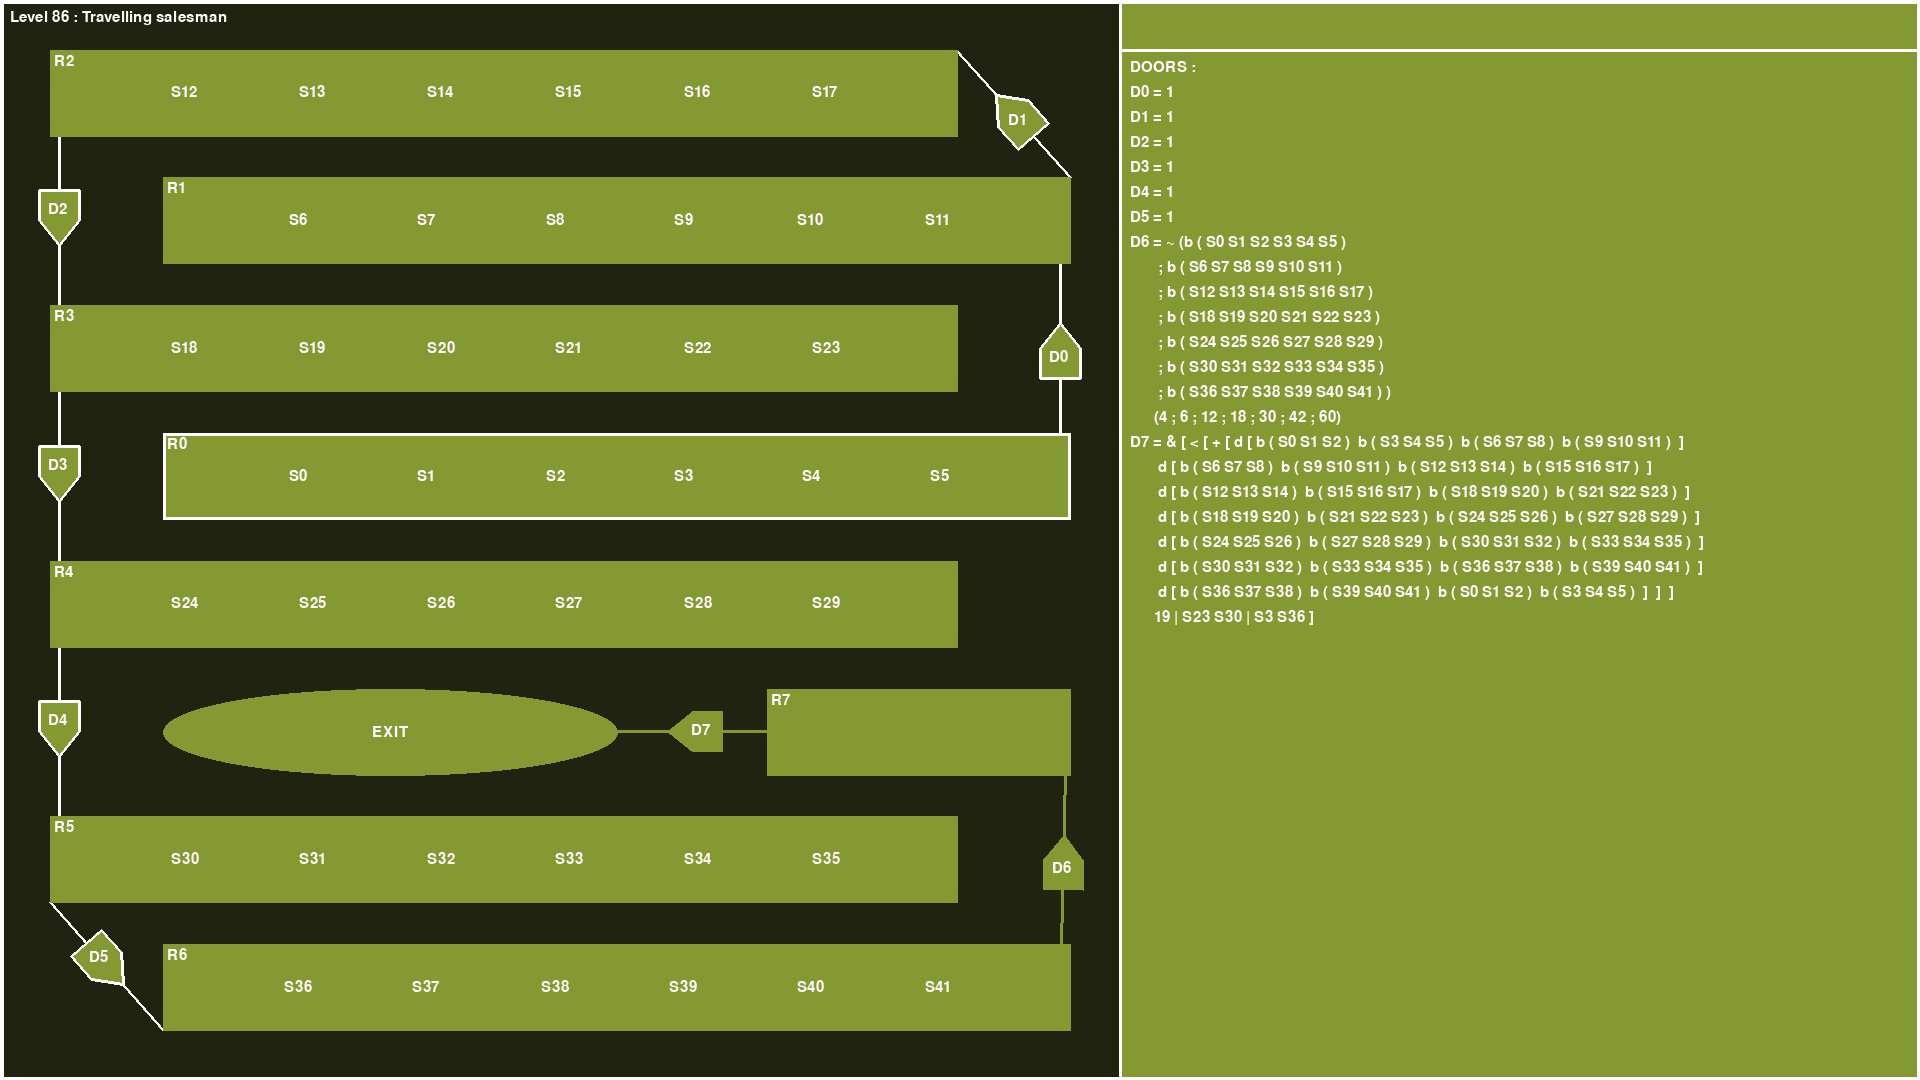 Level 86 : Travelling salesman
R2
S12 S13 S14 S15 S16 S17
D1
R1
D2
S6 S7 S8 S9 S10 S11
R3
S18 S19 S20 S21 S22 S23
D0
R0
D3
S0 S1 S2 S3 S4 S5
R4
S24 S25 S26 S27 S28 S29
R7
D4
EXIT
D7
R5
S30 S31 S32 S33 S34 S35
D6
R6
D5
S36 S37 S38 S39 S40 S41
DOORS :
D0 = 1
D1 = 1
D2 = 1
D3 = 1
D4 = 1
D5 = 1
D6 = ~ (b ( S0 S1 S2 S3 S4 S5 )
; b ( S6 S7 S8 S9 S10 S11 )
; b ( S12 S13 S14 S15 S16 S17 )
; b ( S18 S19 S20 S21 S22 S23 )
; b ( S24 S25 S26 S27 S28 S29 )
; b ( S30 S31 S32 S33 S34 S35 )
; b ( S36 S37 S38 S39 S40 S41 ) )
(4 ; 6 ; 12 ; 18 ; 30 ; 42 ; 60)
D7 = & [ < [ + [ d [ b ( S0 S1 S2 ) b ( S3 S4 S5 ) b ( S6 S7 S8 ) b ( S9 S10 S11 ) ]
d [ b ( S6 S7 S8 ) b ( S9 S10 S11 ) b ( S12 S13 S14 ) b ( S15 S16 S17 ) ]
d [ b ( S12 S13 S14 ) b ( S15 S16 S17 ) b ( S18 S19 S20 ) b ( S21 S22 S23 ) ]
d [ b ( S18 S19 S20 ) b ( S21 S22 S23 ) b ( S24 S25 S26 ) b ( S27 S28 S29 ) ]
d [ b ( S24 S25 S26 ) b ( S27 S28 S29 ) b ( S30 S31 S32 ) b ( S33 S34 S35 ) ]
d [ b ( S30 S31 S32 ) b ( S33 S34 S35 ) b ( S36 S37 S38 ) b ( S39 S40 S41 ) ]
d [ b ( S36 S37 S38 ) b ( S39 S40 S41 ) b ( S0 S1 S2 ) b ( S3 S4 S5 ) ] ] ]
19 | S23 S30 | S3 S36 ]